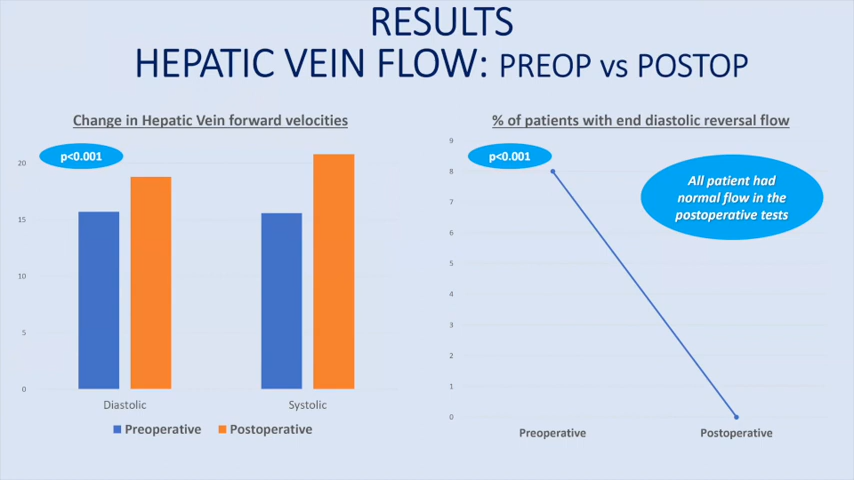 RESULTS
HEPATIC VEIN FLOW: PREOP vs POSTOP
Change in Hepatic Vein forward velocities
p<0.001
20
15
10
5
0
Diastolic
Systolic
Preoperative
Postoperative
% of patients with end diastolic reversal flow
9
p<0.001
8
7
6
5
4
3
2
1
0
All patient had
normal flow in the
postoperative tests
Preoperative
Postoperative